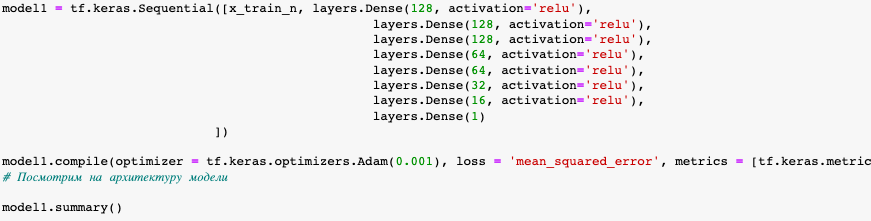 model1 = tf.keras.Sequential([x_train_n, layers.Dense(128, activation='relu'),
layers.Dense(128, activation='relu'),
layers.Dense(128, activation='relu'),
layers.Dense(64, activation='relu'),
layers.Dense(64, activation='relu'),
layers.Dense(32, activation='relu'),
layers.Dense(16, activation='relu'),
layers.Dense(1)
])
model1.compile(optimizer = tf.keras.optimizers.Adam(0.001), loss = 'mean_squared_error', metrics = [tf.keras.metric
# Посмотрим на архитектуру модели
model1.summary()